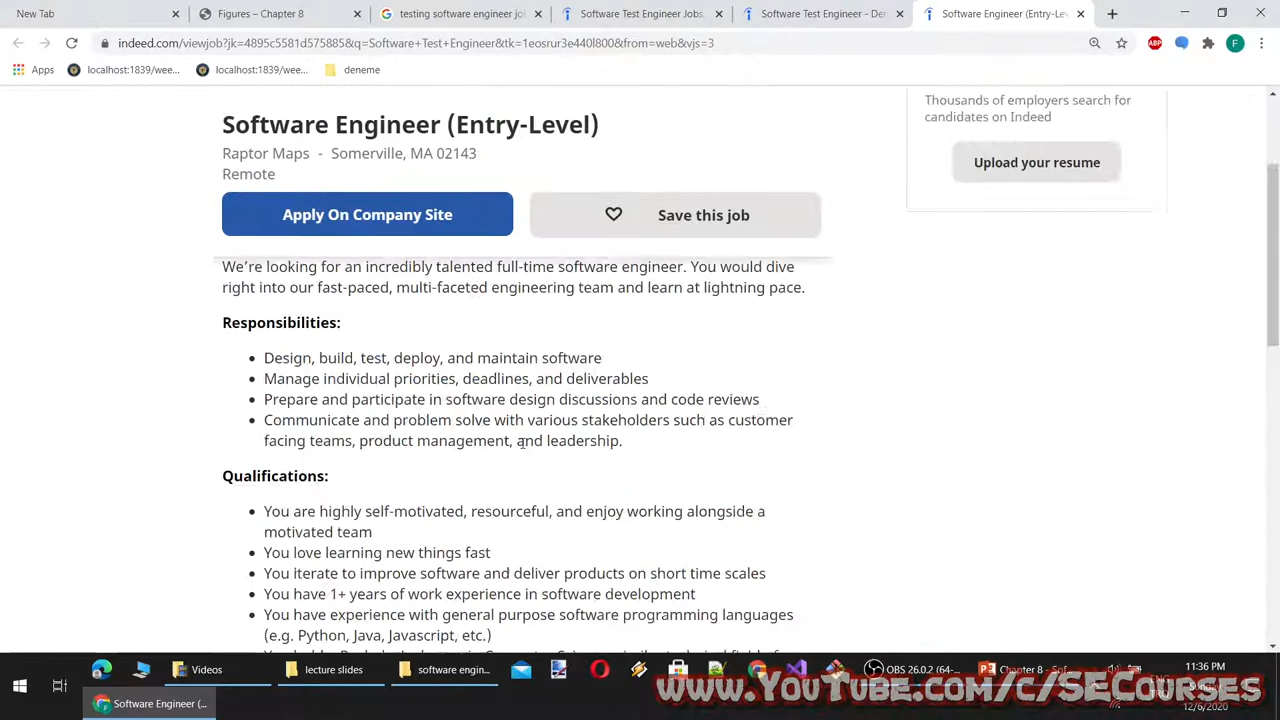 New Tab
Figures – Chapter 8
testing software engineer jo
Software Test Engineer Jobs,
Software Test Engineer - De
Software Engineer (Entry-Lev
indeed.com/viewjob?jk=4895c5581d575885&q=Software+Test+Engineer&tk=1eosrur3e440l800&from=web&vjs=3
ABP
F
Apps
localhost:1839/wee...
localhost:1839/wee...
deneme
Thousands of employers search for
candidates on Indeed
Upload your resume
Software Engineer (Entry-Level)
Raptor Maps - Somerville, MA 02143
Remote
Apply On Company Site
Save this job
We’re looking for an incredibly talented full-time software engineer. You would dive
right into our fast-paced, multi-faceted engineering team and learn at lightning pace.
Responsibilities:
Design, build, test, deploy, and maintain software
Manage individual priorities, deadlines, and deliverables
Prepare and participate in software design discussions and code reviews
Communicate and problem solve with various stakeholders such as customer
facing teams, product management, and leadership.
Qualifications:
You are highly self-motivated, resourceful, and enjoy working alongside a
motivated team
You love learning new things fast
You iterate to improve software and deliver products on short time scales
You have 1+ years of work experience in software development
You have experience with general purpose software programming languages
(e.g. Python, Java, Javascript, etc.)
Videos
lecture slides
software engin...
OBS 26.0.2 (64-...
Chapter 8 - Sof...
11:36 PM
Sunday
12/6/2020
ENG
TRQ
Software Engineer (...
www.YouTube.com/c/SECourses